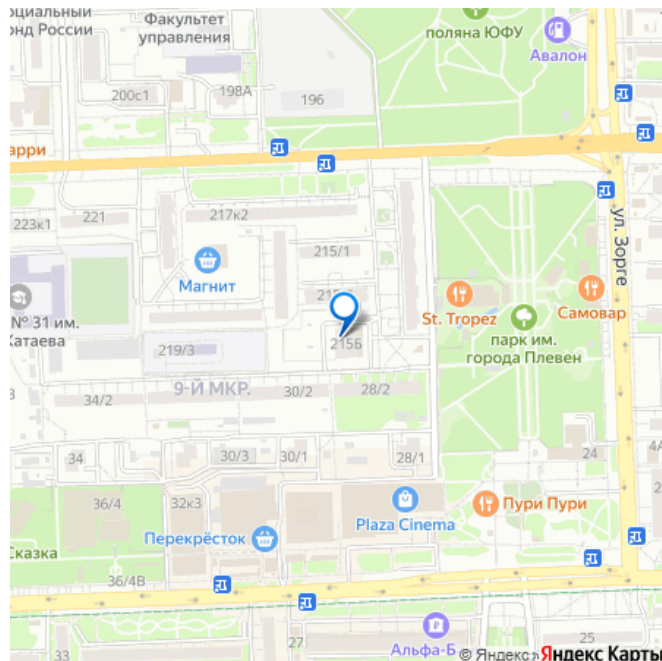 оциальный
онд России
Факультет
управления
поляна ЮФУ
Авалон
200с1
198А
196
арри
223к1
221
217к2
215/1
Магнит
ул. Зорге
St. Tropez
Самовар
парк им.
города Плевен
№ 31 им.
Катаева
219/3
215Б
9-Й МКР.
34/2
30/2
28/2
34
30/3
30/1
28/1
24
4А
36/4
32к3
Plaza Cinema
Пури Пури
Перекрёсток
Сказка
36/4В
33
27
Альфа-Б
25
© Яндекс
Яндекс Карты